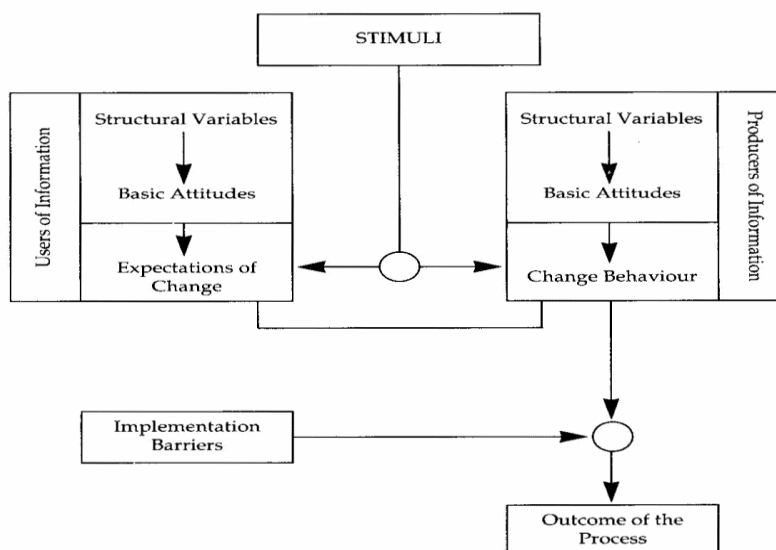 STIMULI
Users of Information
Structural Variables
Basic Attitudes
Expectations of
Change
Structural Variables
Basic Attitudes
Change Behaviour
Producers of Information
Implementation
Barriers
Outcome of the
Process